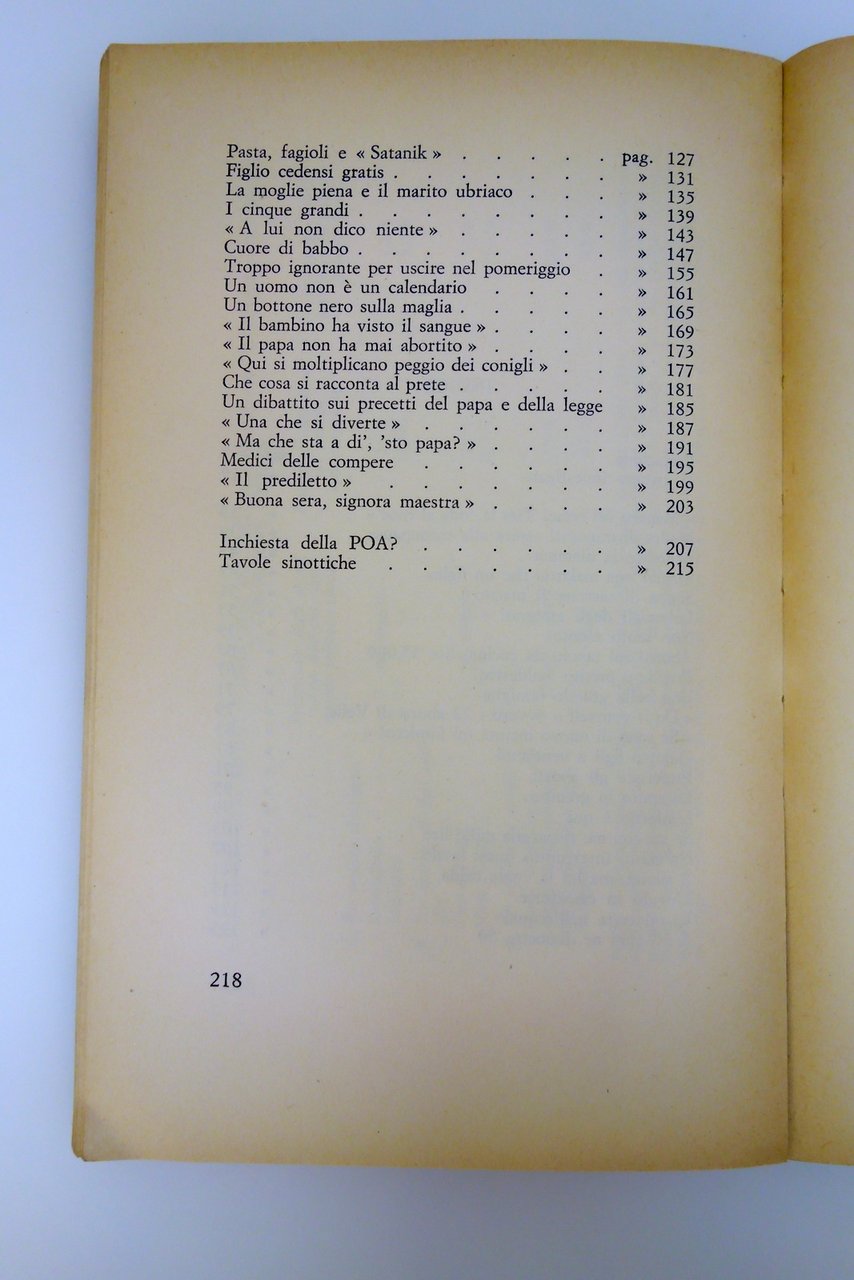 Pasta, fagioli e « Satanik » . . . . . pag. 127
Figlio cedensi gratis . . . . . . . » 131
La moglie piena e il marito ubriaco . . . » 135
I cinque grandi . . . . . . . . » 139
« A lui non dico niente » . . . . . » 143
Cuore di babbo . . . . . . . . » 147
Troppo ignorante per uscire nel pomeriggio . » 155
Un uomo non è un calendario . . . . » 161
Un bottone nero sulla maglia . . . . . » 165
« Il bambino ha visto il sangue » . . . . » 169
« Il papa non ha mai abortito » . . . . » 173
« Qui si moltiplicano peggio dei conigli » . . » 177
Che cosa si racconta al prete . . . . . » 181
Un dibattito sui precetti del papa e della legge » 185
« Una che si diverte » . . . . . . » 187
« Ma che sta a di', 'sto papa? » . . . . » 191
Medici delle compere . . . . . . » 195
« Il prediletto » . . . . . . . » 199
« Buona sera, signora maestra » . . . . » 203
Inchiesta della POA? . . . . . . » 207
Tavole sinottiche . . . . . . . » 215
218